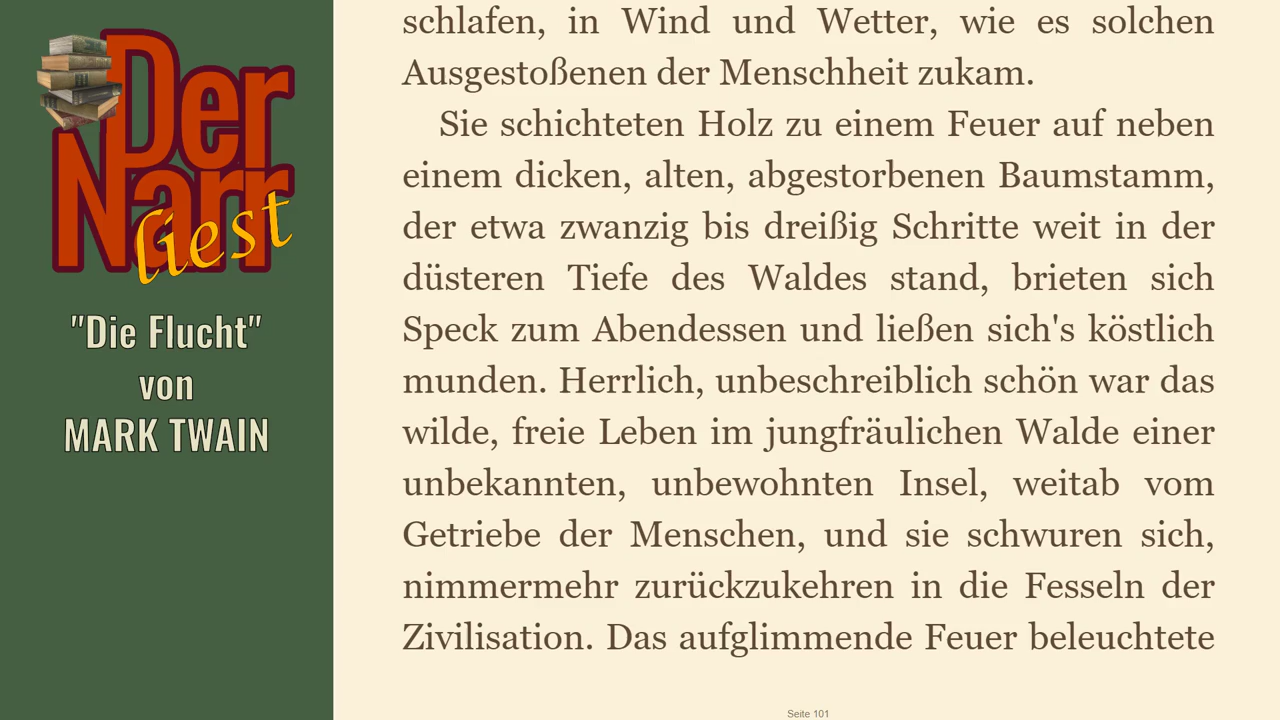 Der
Narr
liest
"Die Flucht"
von
MARK TWAIN
schlafen, in Wind und Wetter, wie es solchen
Ausgestoßenen der Menschheit zukam.
Sie schichteten Holz zu einem Feuer auf neben
einem dicken, alten, abgestorbenen Baumstamm,
der etwa zwanzig bis dreißig Schritte weit in der
düsteren Tiefe des Waldes stand, brieten sich
Speck zum Abendessen und ließen sich's köstlich
munden. Herrlich, unbeschreiblich schön war das
wilde, freie Leben im jungfräulichen Walde einer
unbekannten, unbewohnten Insel, weitab vom
Getriebe der Menschen, und sie schwuren sich,
nimmermehr zurückzukehren in die Fesseln der
Zivilisation. Das aufglimmende Feuer beleuchtete
Seite 101